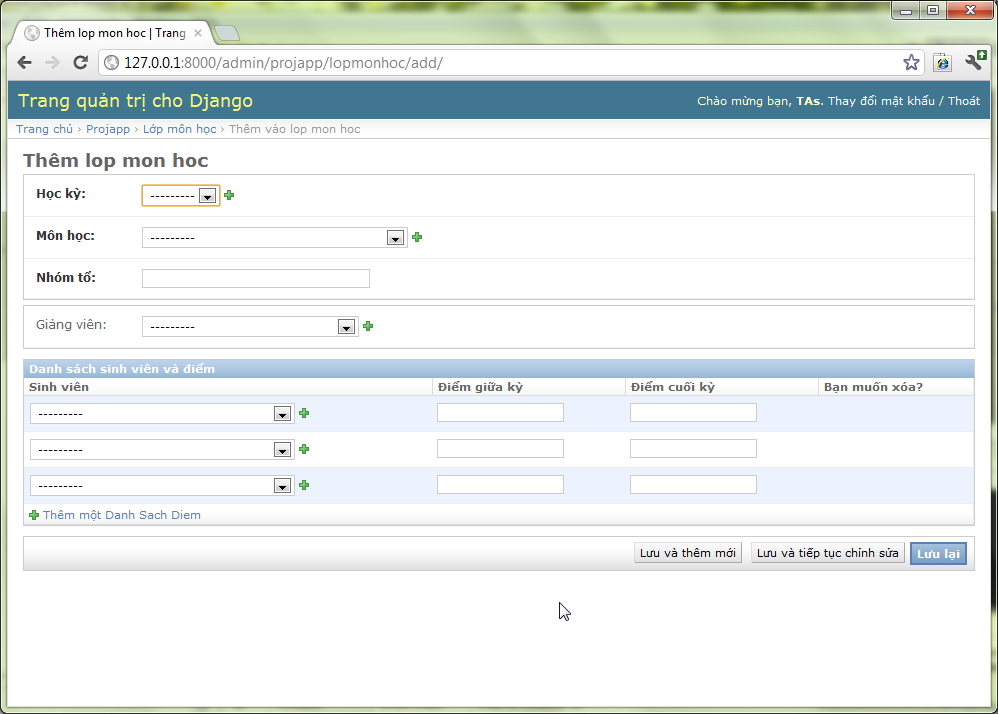 Thêm lop mon hoc | Trang
127.0.0.1:8000/admin/projapp/lopmonhoc/add/
Trang quản trị cho Django
Chào mừng bạn, TAs. Thay đổi mật khẩu / Thoát
Trang chủ › Projapp › Lớp môn học › Thêm vào lop mon hoc
Thêm lop mon hoc
Học kỳ: ---------
Môn học: ---------
Nhóm tổ:
Giảng viên: ---------
Danh sách sinh viên và điểm
Sinh viên Điểm giữa kỳ Điểm cuối kỳ Bạn muốn xóa?
---------
---------
---------
Thêm một Danh Sach Diem
Lưu và thêm mới Lưu và tiếp tục chỉnh sửa Lưu lại